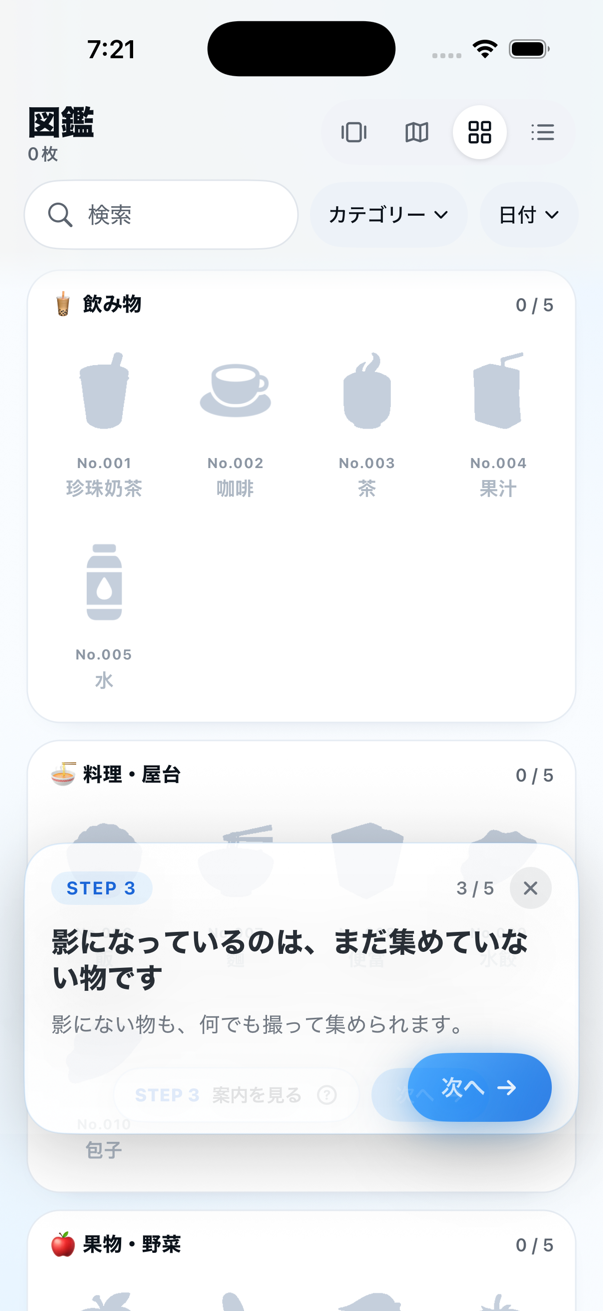 7:21
図鑑
0枚
検索
カテゴリー
日付
飲み物
0 / 5
No.001
No.002
No.003
No.004
珍珠奶茶
咖啡
茶
果汁
No.005
水
料理・屋台
0 / 5
STEP 3
3 / 5
影になっているのは、まだ集めていな
い物です
影にない物も、何でも撮って集められます。
STEP 3 案内を見る
次へ
No.010
包子
果物・野菜
0 / 5